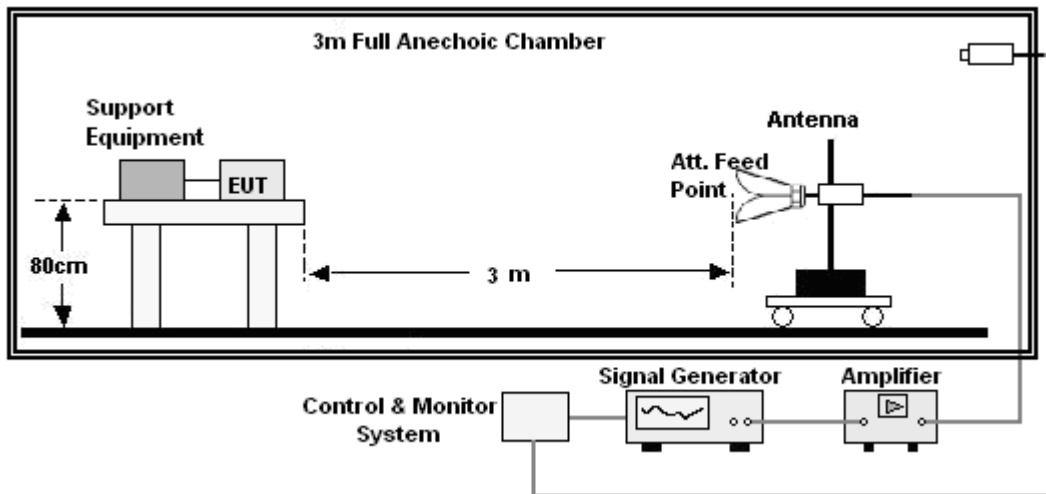 3m Full Anechoic Chamber
Support
Equipment
EUT
80cm
3 m
Antenna
Att. Feed
Point
Signal Generator
Amplifier
Control & Monitor
System